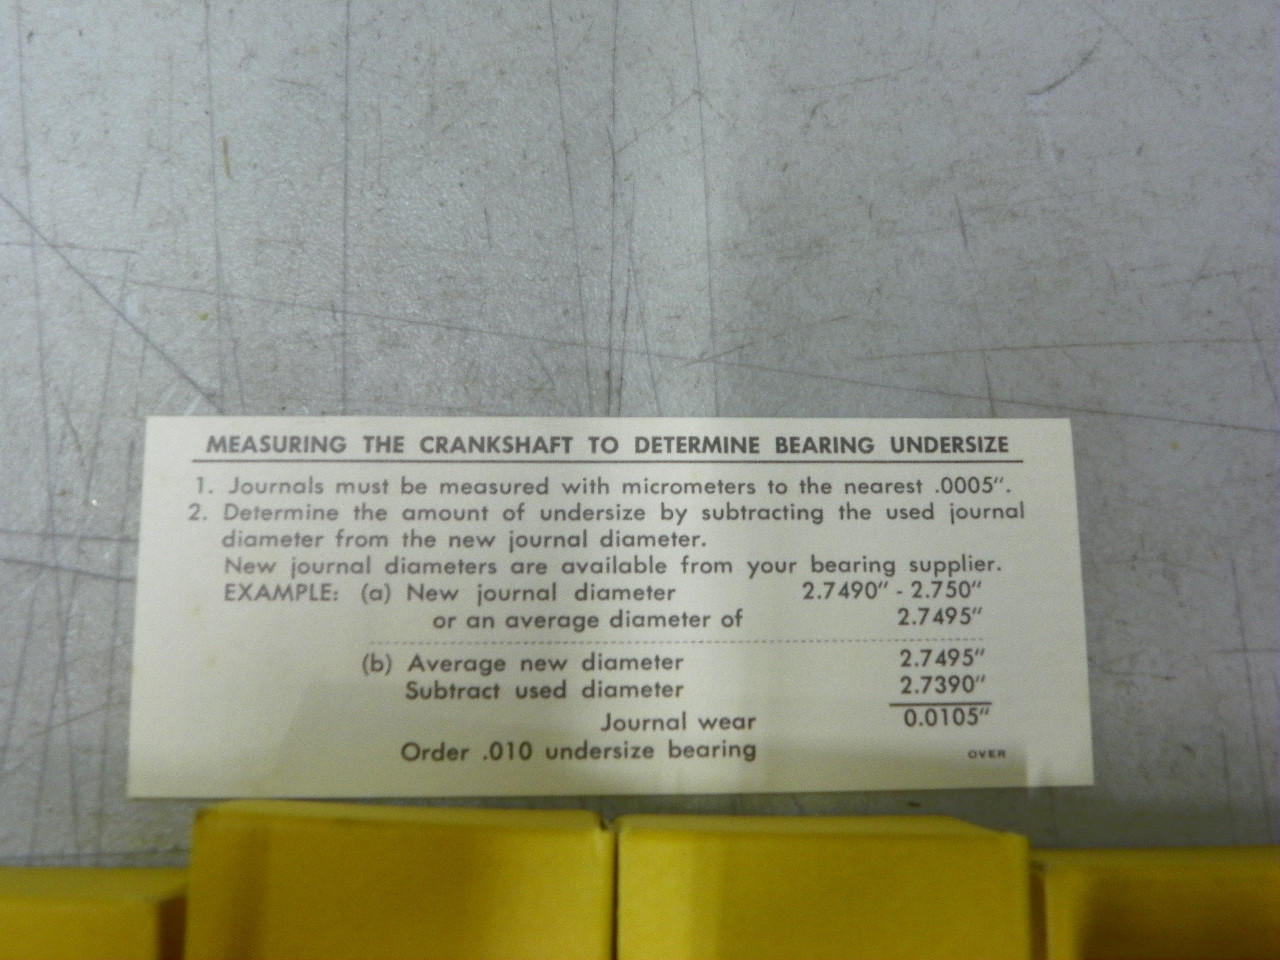 MEASURING THE CRANKSHAFT TO DETERMINE BEARING UNDERSIZE
1. Journals must be measured with micrometers to the nearest .0005".
2. Determine the amount of undersize by subtracting the used journal
diameter from the new journal diameter.
New journal diameters are available from your bearing supplier.
EXAMPLE: (a) New journal diameter 2.7490" - 2.750"
or an average diameter of 2.7495"
(b) Average new diameter 2.7495"
Subtract used diameter 2.7390"
Journal wear 0.0105"
Order .010 undersize bearing OVER